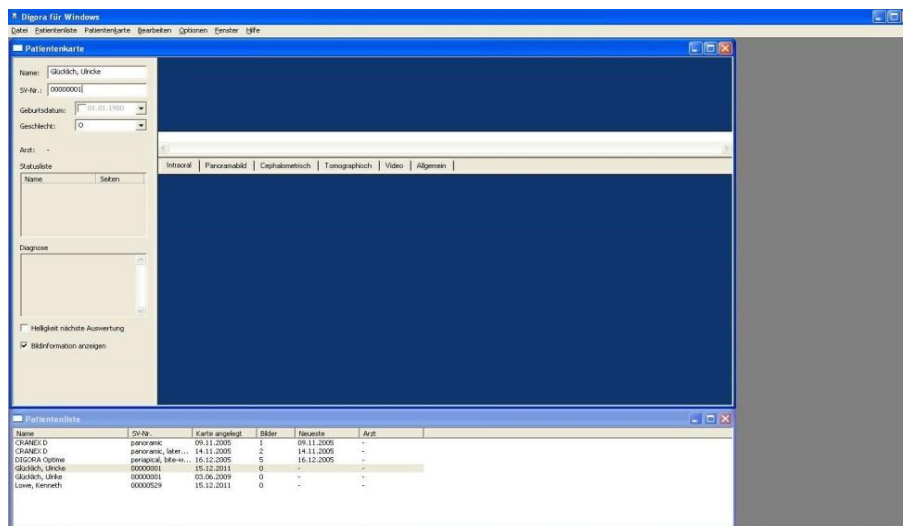 Digora für Windows
Datei Patientenliste Patientenkarte Bearbeiten Optionen Fenster Hilfe
Patientenkarte
Name: Glücklich, Ulricke
SV-Nr.: 00000001
Geburtsdatum: 01.01.1980
Geschlecht: O
Arzt: -
Intraoral Panoramabild Cephalometrisch Tomographisch Video Allgemein
Statusliste
Name Seiten
Diagnose
Helligkeit nächste Auswertung
Bildinformation anzeigen
Patientenliste
Name SV-Nr. Karte angelegt Bilder Neueste Arzt
CRANEX D panoramic 09.11.2005 1 09.11.2005 -
CRANEX D panoramic, later... 14.11.2005 2 14.11.2005 -
DIGORA Optime periapical, bite-w... 16.12.2005 5 16.12.2005 -
Glücklich, Ulricke 00000001 15.12.2011 0 - -
Glücklich, Ulrike 00000001 03.06.2009 0 - -
Lowe, Kenneth 00000529 15.12.2011 0 - -